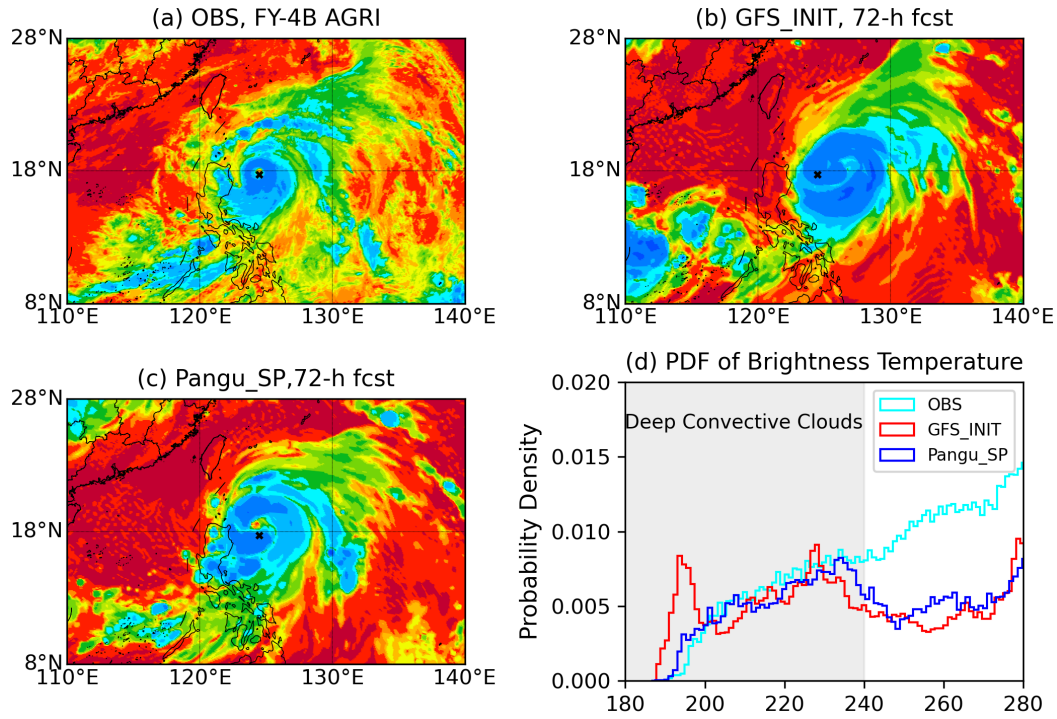 (a) OBS, FY-4B AGRI
28°N
18°N
8°N
110°E 120°E 130°E 140°E
(b) GFS_INIT, 72-h fcst
28°N
18°N
8°N
110°E 120°E 130°E 140°E
(c) Pangu_SP,72-h fcst
28°N
18°N
8°N
110°E 120°E 130°E 140°E
(d) PDF of Brightness Temperature
Probability Density
0.020
0.015
0.010
0.005
0.000
Deep Convective Clouds
OBS
GFS_INIT
Pangu_SP
180 200 220 240 260 280